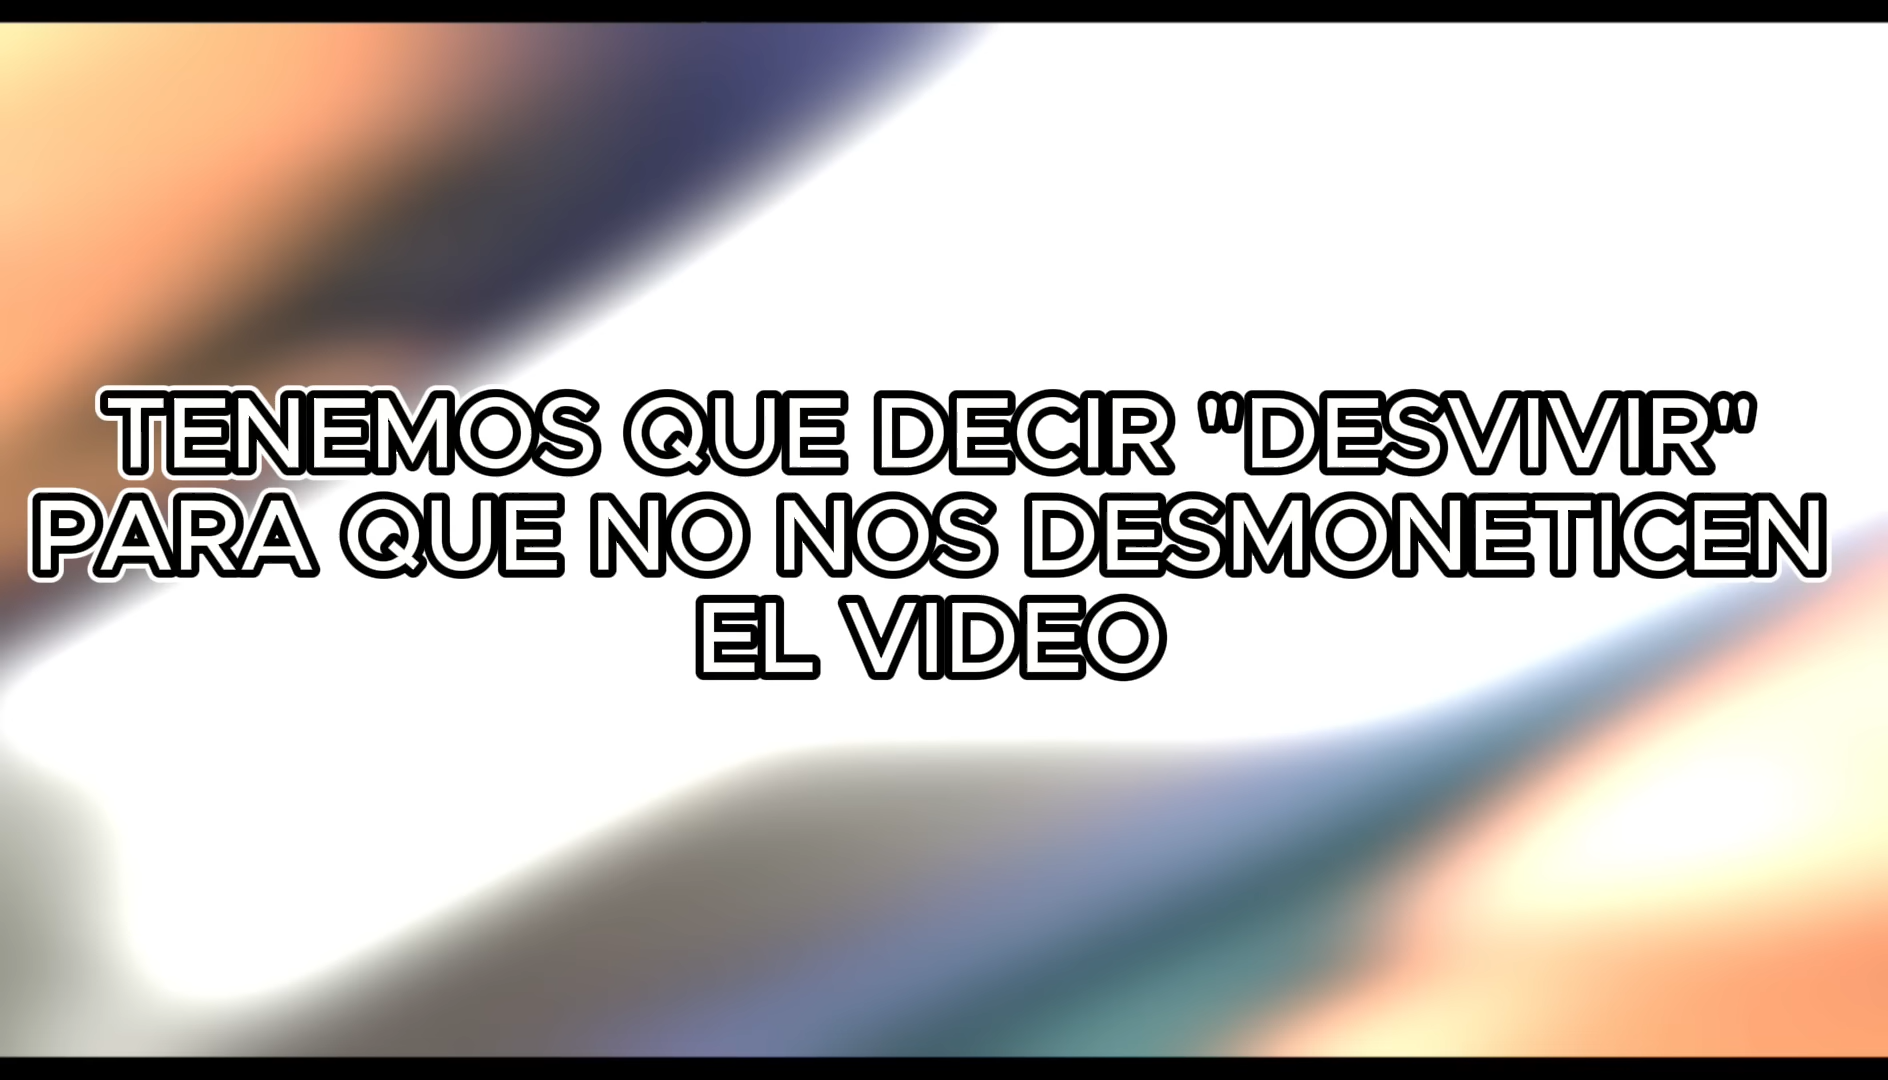 TENEMOS QUE DECIR "DESVIVIR"
PARA QUE NO NOS DESMONETICEN
EL VIDEO